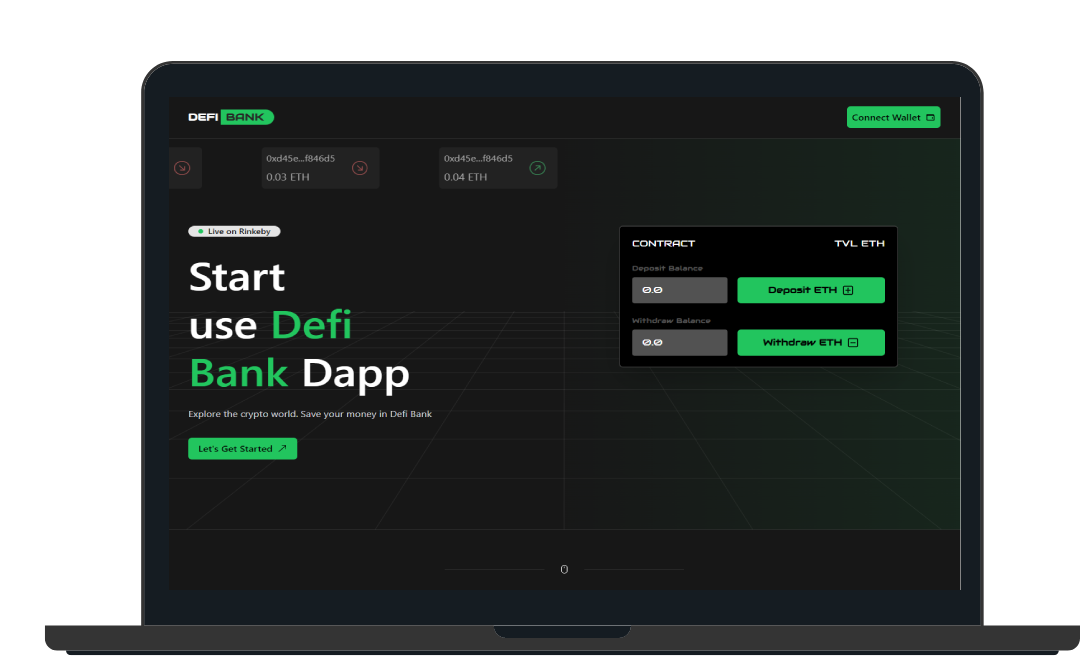 DEFI BANK
Connect Wallet
0xd45e...f846d5
0.03 ETH
0xd45e...f846d5
0.04 ETH
Live on Rinkeby
Start
use Defi
Bank Dapp
Explore the crypto world. Save your money in Defi Bank
Let's Get Started
CONTRACT
TVL ETH
Deposit Balance
0.0
Deposit ETH
Withdraw Balance
0.0
Withdraw ETH